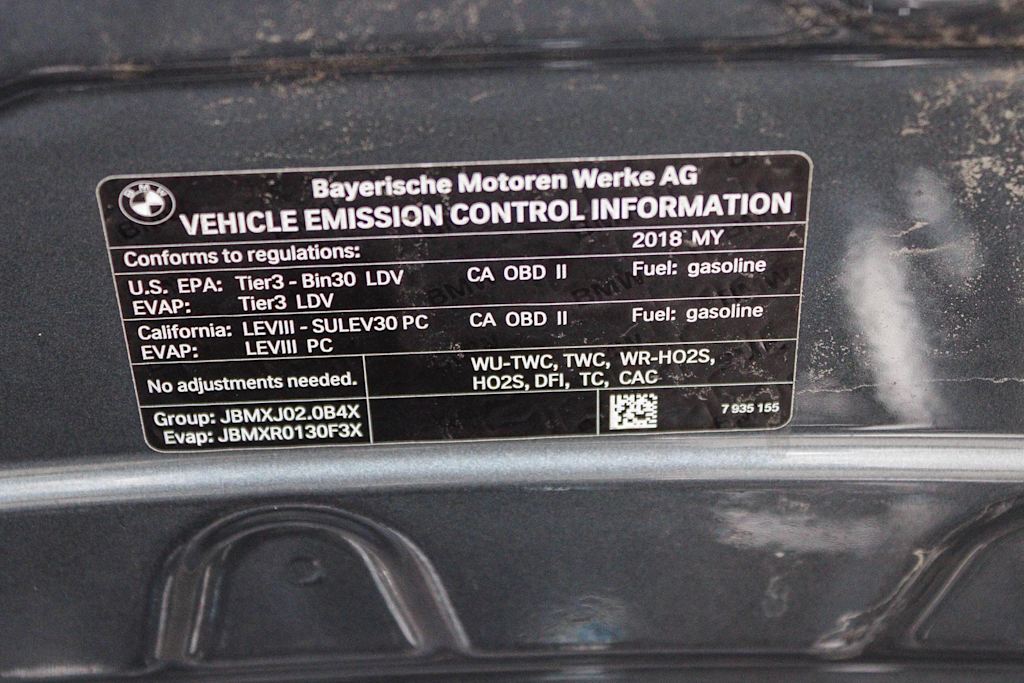 BMW
Bayerische Motoren Werke AG
VEHICLE EMISSION CONTROL INFORMATION
Conforms to regulations: 2018 MY
U.S. EPA: Tier3 - Bin30 LDV CA OBD II Fuel: gasoline
EVAP: Tier3 LDV
California: LEVIII - SULEV30 PC CA OBD II Fuel: gasoline
EVAP: LEVIII PC
No adjustments needed.
WU-TWC, TWC, WR-HO2S,
HO2S, DFI, TC, CAC
Group: JBMXJ02.0B4X
Evap: JBMXR0130F3X
7 935 155